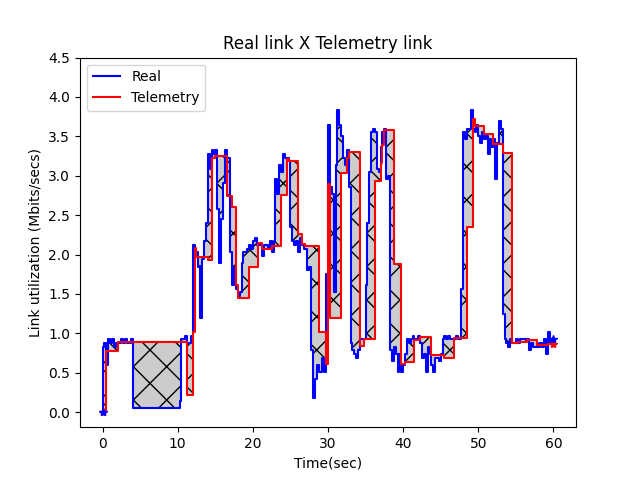 Real link X Telemetry link
Real
Telemetry
Link utilization (Mbits/secs)
4.5
4.0
3.5
3.0
2.5
2.0
1.5
1.0
0.5
0.0
0 10 20 30 40 50 60
Time(sec)